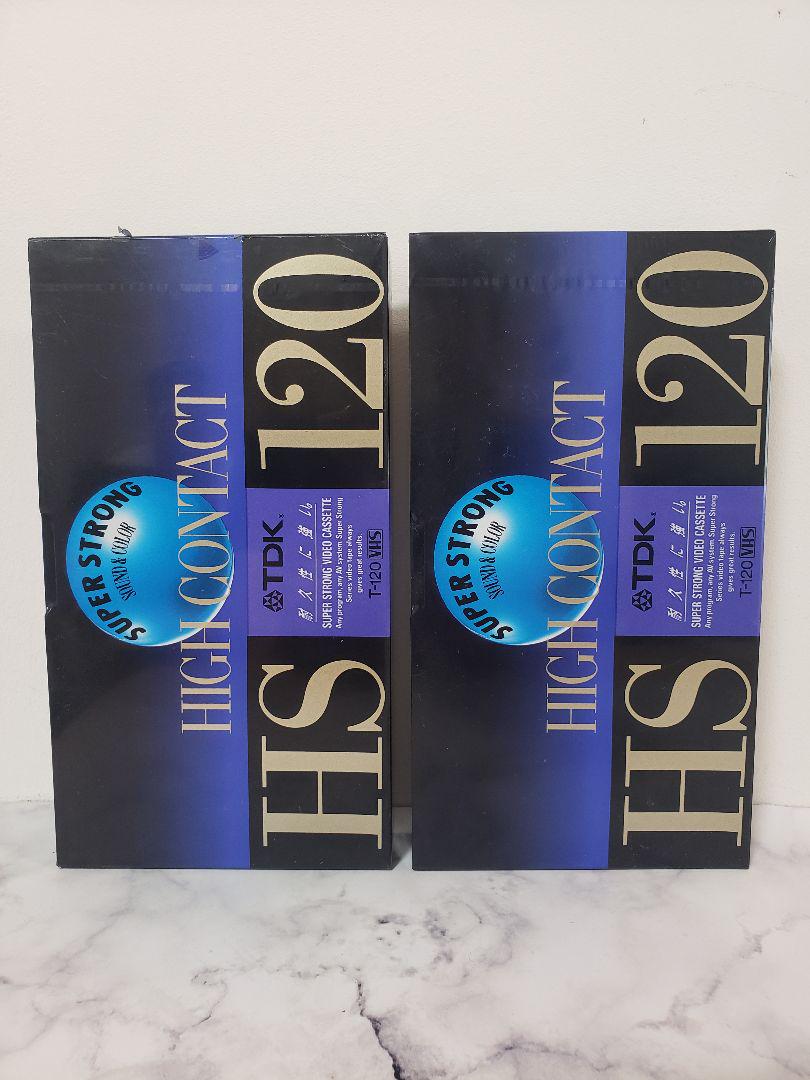 SUPER STRONG
SOUND & COLOR
HIGH CONTACT
HS 120
TDK®
耐久性に強い
SUPER STRONG VIDEO CASSETTE
Any program, any AV system. Super Strong
Series video tape always
gives great results.
T-120 VHS
SUPER STRONG
SOUND & COLOR
HIGH CONTACT
HS 120
TDK®
耐久性に強い
SUPER STRONG VIDEO CASSETTE
Any program, any AV system. Super Strong
Series video tape always
gives great results.
T-120 VHS